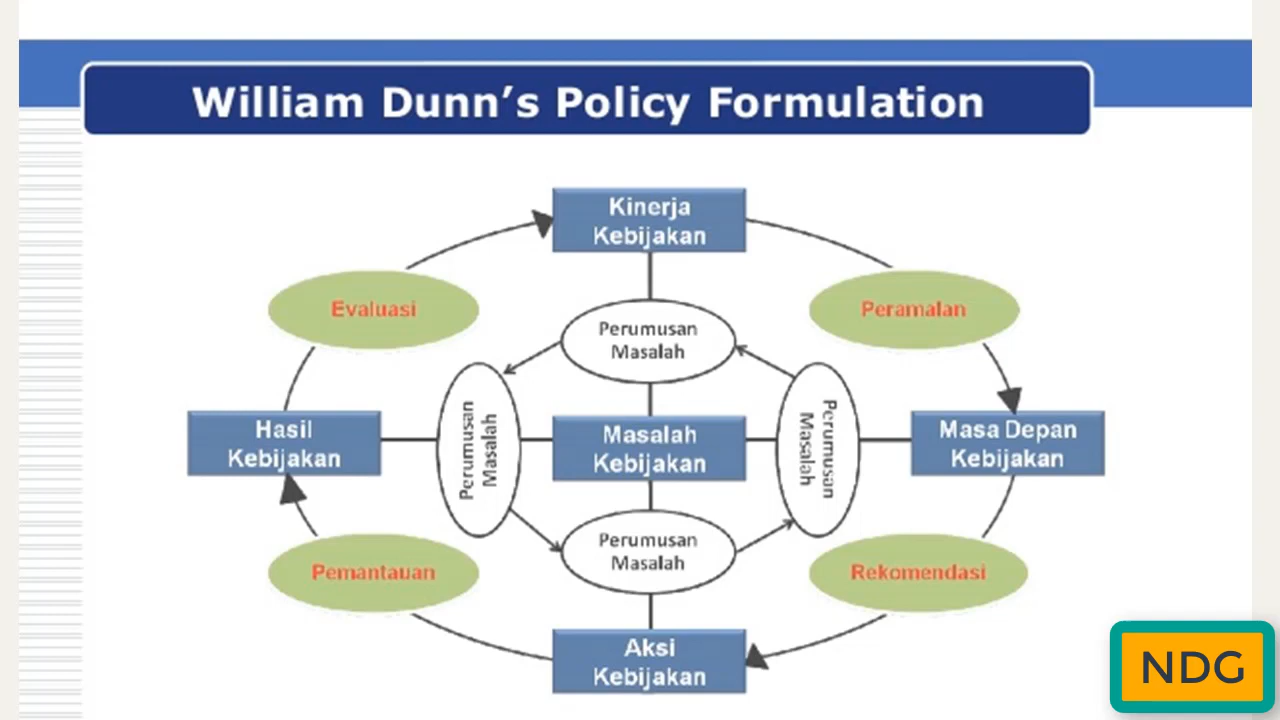 William Dunn’s Policy Formulation
Kinerja
Kebijakan
Evaluasi
Peramalan
Perumusan
Masalah
Hasil
Kebijakan
Perumusan
Masalah
Masalah
Kebijakan
Perumusan
Masalah
Masa Depan
Kebijakan
Perumusan
Masalah
Pemantauan
Rekomendasi
Aksi
Kebijakan
NDG